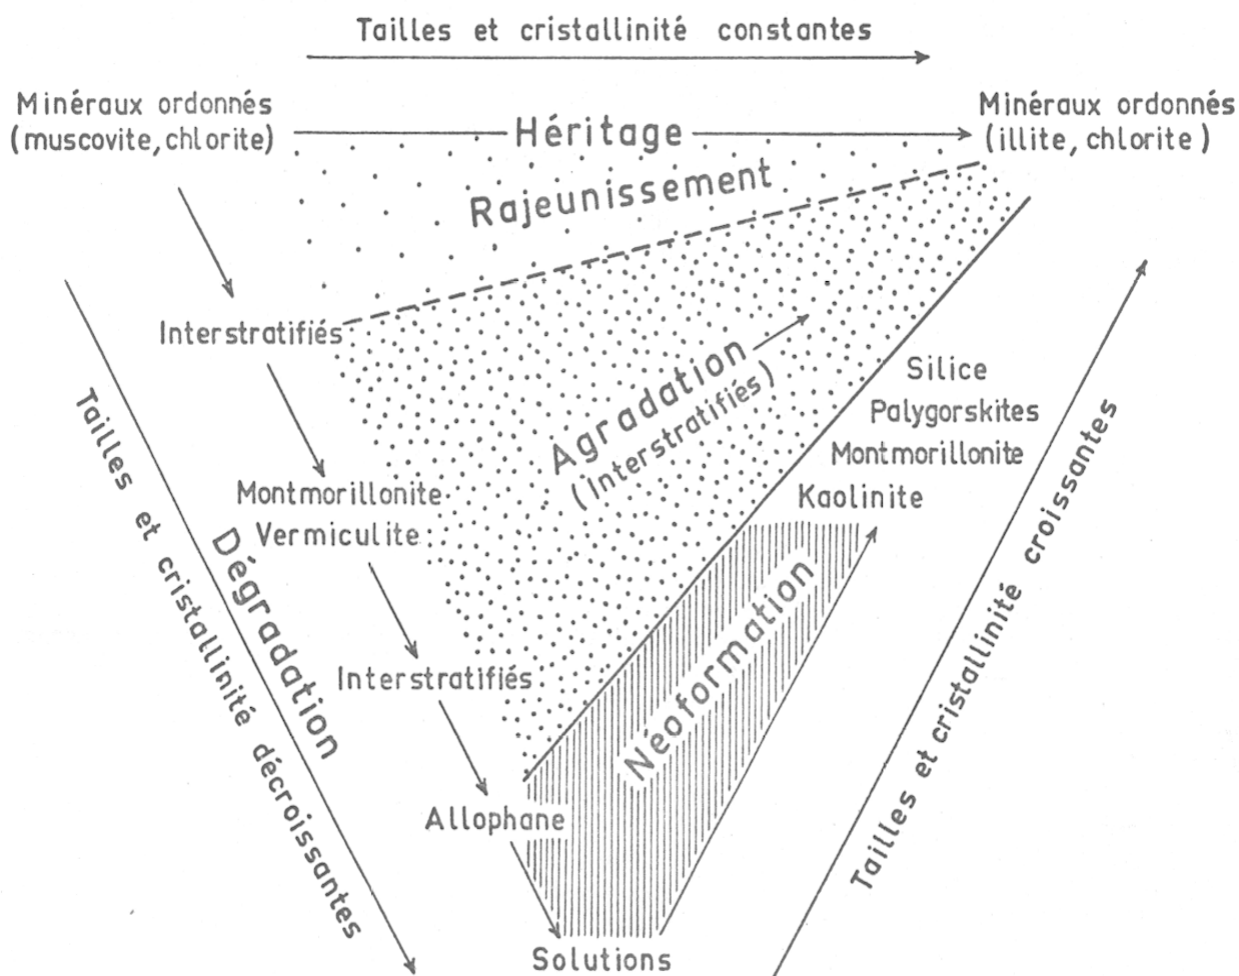 Tailles et cristallinité constantes
Minéraux ordonnés
(muscovite, chlorite)
Héritage
Minéraux ordonnés
(illite, chlorite)
Rajeunissement
Interstratifiés
Agradation
(Interstratifiés)
Silice
Palygorskites
Montmorillonite
Kaolinite
Montmorillonite
Vermiculite
Dégradation
Tailles et cristallinité décroissantes
Interstratifiés
Néoformation
Tailles et cristallinité croissantes
Allophane
Solutions